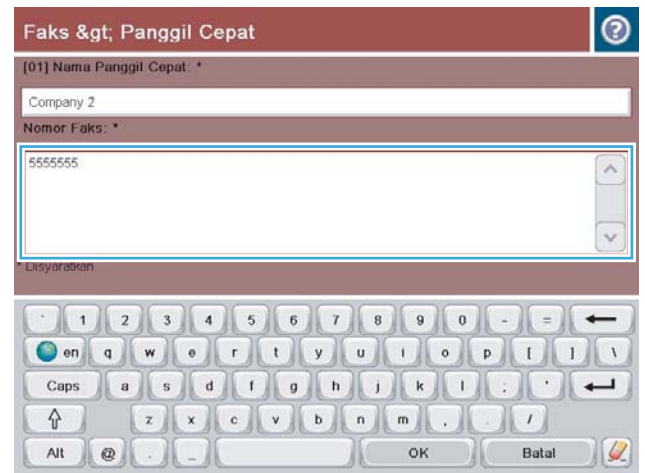 Faks &gt; Panggil Cepat
?
[01] Nama Panggil Cepat: *
Company 2
Nomor Faks: *
5555555
* Disyaratkan
1 2 3 4 5 6 7 8 9 0 - =
en q w e r t y u i o p [ ] \
Caps a s d f g h j k l ; '
z x c v b n m , . /
Alt @ . _ OK Batal